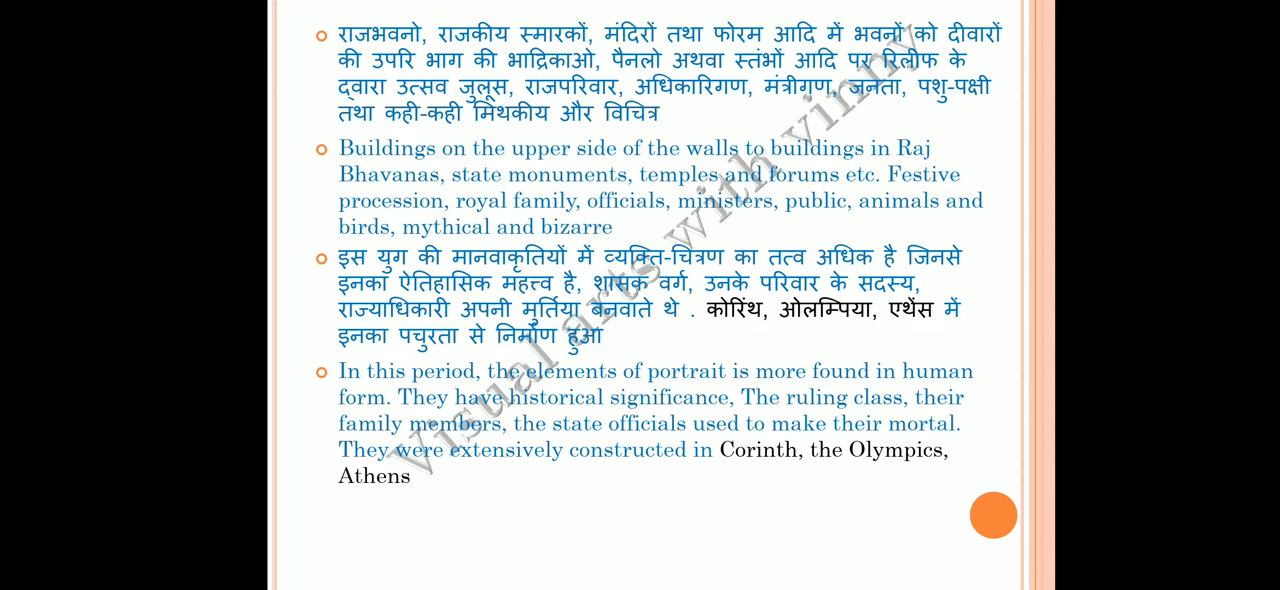 राजभवनो, राजकीय स्मारकों, मंदिरों तथा फोरम आदि में भवनों को दीवारों
की उपरि भाग की भाद्रिकाओ, पैनलो अथवा स्तंभों आदि पर रिलीफ के
द्वारा उत्सव जुलूस, राजपरिवार, अधिकारिगण, मंत्रीगण, जनता, पशु-पक्षी
तथा कही-कही मिथकीय और विचित्र
Buildings on the upper side of the walls to buildings in Raj
Bhavanas, state monuments, temples and forums etc. Festive
procession, royal family, officials, ministers, public, animals and
birds, mythical and bizarre
इस युग की मानवाकृतियों में व्यक्ति-चित्रण का तत्व अधिक है जिनसे
इनका ऐतिहासिक महत्त्व है, शासक वर्ग, उनके परिवार के सदस्य,
राज्याधिकारी अपनी मुर्तिया बनवाते थे . कोरिंथ, ओलम्पिया, एथेंस में
इनका पचुरता से निर्माण हुआ
In this period, the elements of portrait is more found in human
form. They have historical significance, The ruling class, their
family members, the state officials used to make their mortal.
They were extensively constructed in Corinth, the Olympics,
Athens
Visual arts with vinny